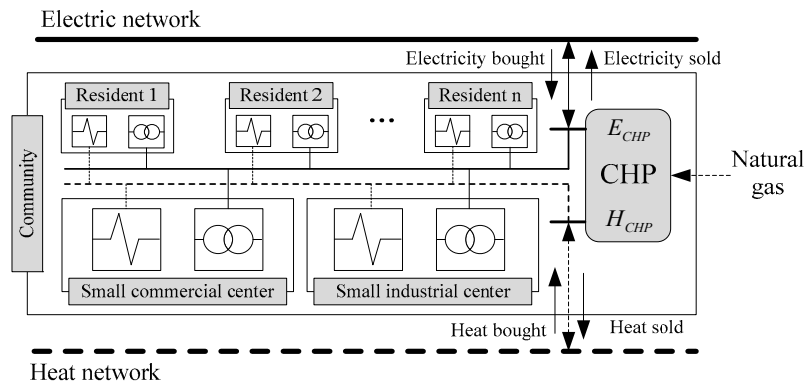 Electric network
Electricity bought
Electricity sold
Resident 1
Resident 2
Resident n
...
Community
E_CHP
CHP
H_CHP
Natural
gas
Small commercial center
Small industrial center
Heat bought
Heat sold
Heat network